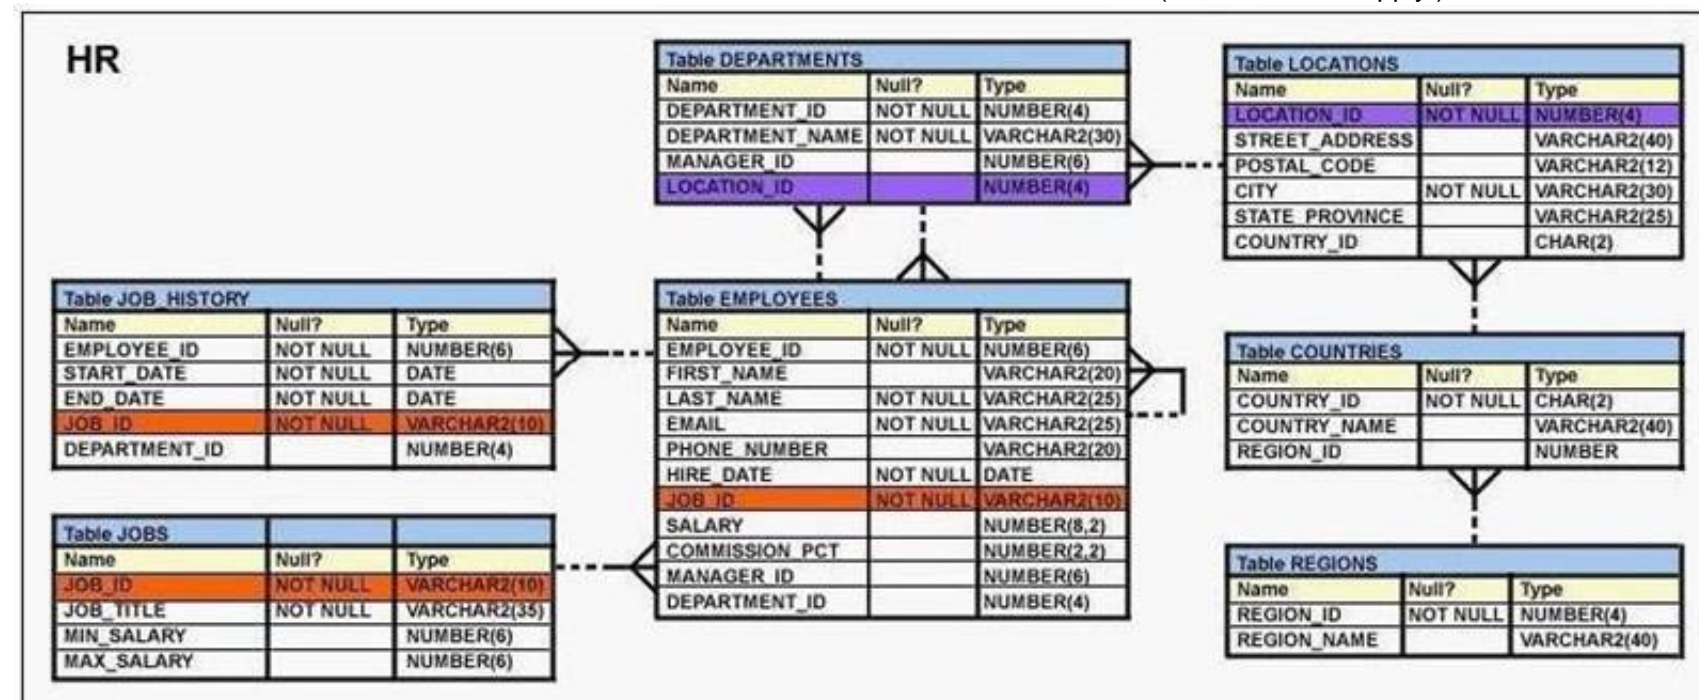 HR
Table DEPARTMENTS
Name Null? Type
DEPARTMENT_ID NOT NULL NUMBER(4)
DEPARTMENT_NAME NOT NULL VARCHAR2(30)
MANAGER_ID NUMBER(6)
LOCATION_ID NUMBER(4)
Table LOCATIONS
Name Null? Type
LOCATION_ID NOT NULL NUMBER(4)
STREET_ADDRESS VARCHAR2(40)
POSTAL_CODE VARCHAR2(12)
CITY NOT NULL VARCHAR2(30)
STATE_PROVINCE VARCHAR2(25)
COUNTRY_ID CHAR(2)
Table JOB_HISTORY
Name Null? Type
EMPLOYEE_ID NOT NULL NUMBER(6)
START_DATE NOT NULL DATE
END_DATE NOT NULL DATE
JOB_ID NOT NULL VARCHAR2(10)
DEPARTMENT_ID NUMBER(4)
Table EMPLOYEES
Name Null? Type
EMPLOYEE_ID NOT NULL NUMBER(6)
FIRST_NAME VARCHAR2(20)
LAST_NAME NOT NULL VARCHAR2(25)
EMAIL NOT NULL VARCHAR2(25)
PHONE_NUMBER VARCHAR2(20)
HIRE_DATE NOT NULL DATE
JOB_ID NOT NULL VARCHAR2(10)
SALARY NUMBER(8,2)
COMMISSION_PCT NUMBER(2,2)
MANAGER_ID NUMBER(6)
DEPARTMENT_ID NUMBER(4)
Table COUNTRIES
Name Null? Type
COUNTRY_ID NOT NULL CHAR(2)
COUNTRY_NAME VARCHAR2(40)
REGION_ID NUMBER
Table JOBS
Name Null? Type
JOB_ID NOT NULL VARCHAR2(10)
JOB_TITLE NOT NULL VARCHAR2(35)
MIN_SALARY NUMBER(6)
MAX_SALARY NUMBER(6)
Table REGIONS
Name Null? Type
REGION_ID NOT NULL NUMBER(4)
REGION_NAME VARCHAR2(40)